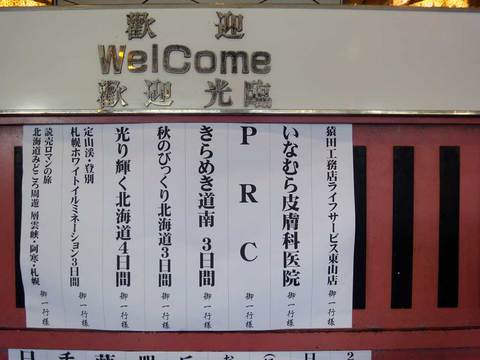 歡迎
Welcome
歡迎光臨
猿田工務店ライフサービス東山店 御一行様
いなむら皮膚科医院 御一行様
PRC 御一行様
きらめき道南3日間 御一行様
秋のびっくり北海道3日間 御一行様
光り輝く北海道4日間 御一行様
定山渓・登別
札幌ホワイトイルミネーション3日間 御一行様
読売ロマンの旅
北海道みどころ周遊 層雲峡・阿寒・札幌 御一行様